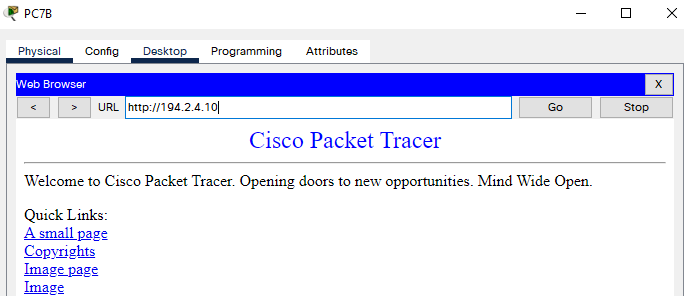 PC7B
Physical Config Desktop Programming Attributes
Web Browser X
< > URL http://194.2.4.10 Go Stop
Cisco Packet Tracer
Welcome to Cisco Packet Tracer. Opening doors to new opportunities. Mind Wide Open.
Quick Links:
A small page
Copyrights
Image page
Image